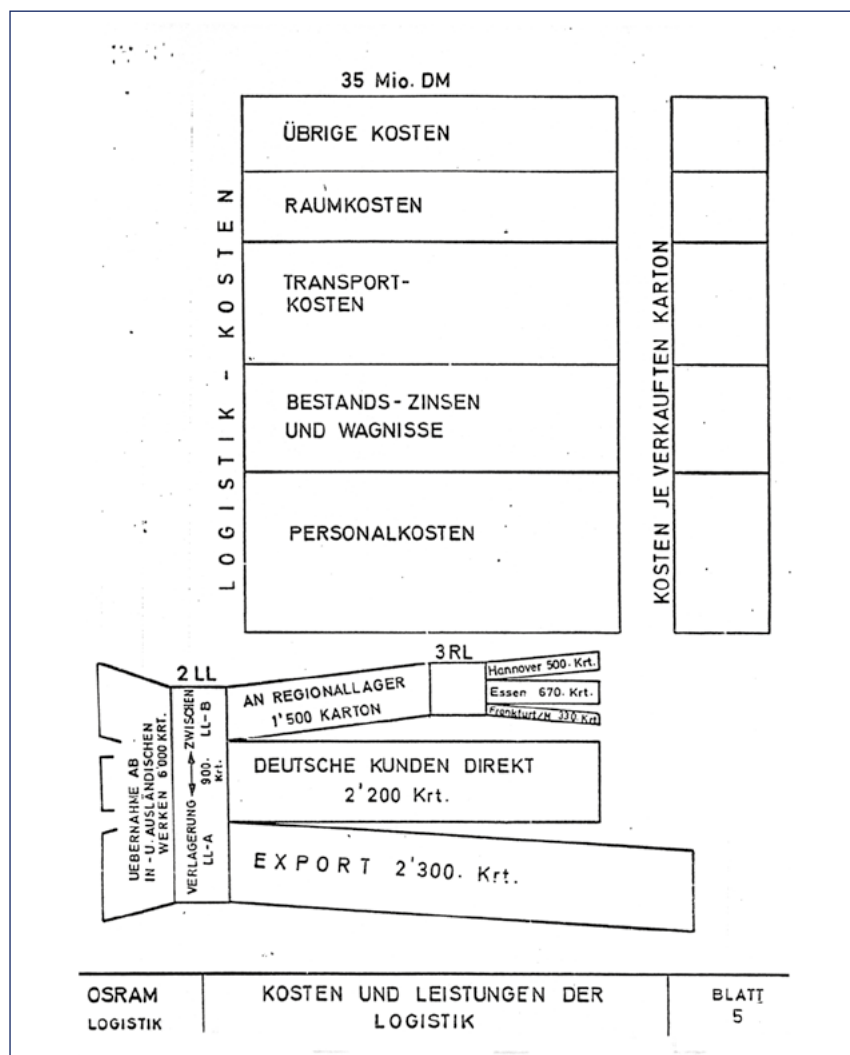 35 Mio. DM
LOGISTIK - KOSTEN
ÜBRIGE KOSTEN
RAUMKOSTEN
TRANSPORT-
KOSTEN
BESTANDS-ZINSEN
UND WAGNISSE
PERSONALKOSTEN
KOSTEN JE VERKAUFTEN KARTON
UEBERNAHME AB
IN-U. AUSLÄNDISCHEN
WERKEN 6'000 KRT.
2 LL
VERLAGERUNG ZWISCHEN
LL-A 900. LL-B
Krt.
AN REGIONALLAGER
1'500 KARTON
3 RL
Hannover 500. Krt.
Essen 670. Krt.
Frankfurt/M 330 Krt
DEUTSCHE KUNDEN DIREKT
2'200 Krt.
EXPORT 2'300. Krt.
OSRAM
LOGISTIK
KOSTEN UND LEISTUNGEN DER
LOGISTIK
BLATT
5